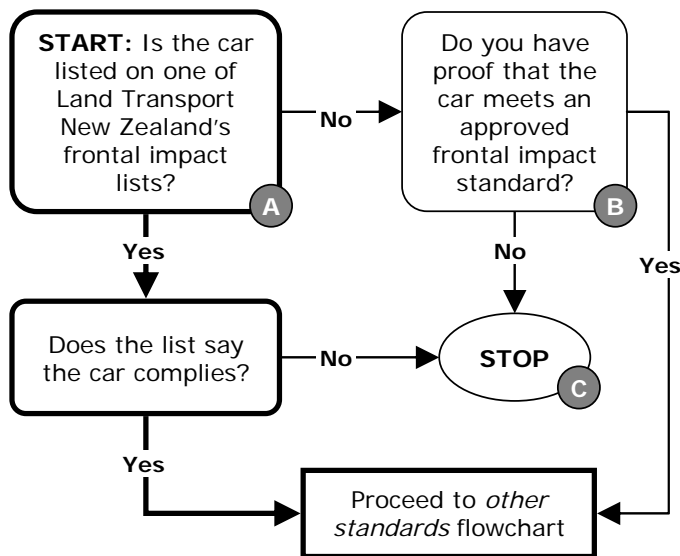 START: Is the car
listed on one of
Land Transport
New Zealand's
frontal impact
lists?
A
No
Do you have
proof that the
car meets an
approved
frontal impact
standard?
B
Yes
No
Yes
Does the list say
the car complies?
No
STOP
C
Yes
Proceed to other
standards flowchart